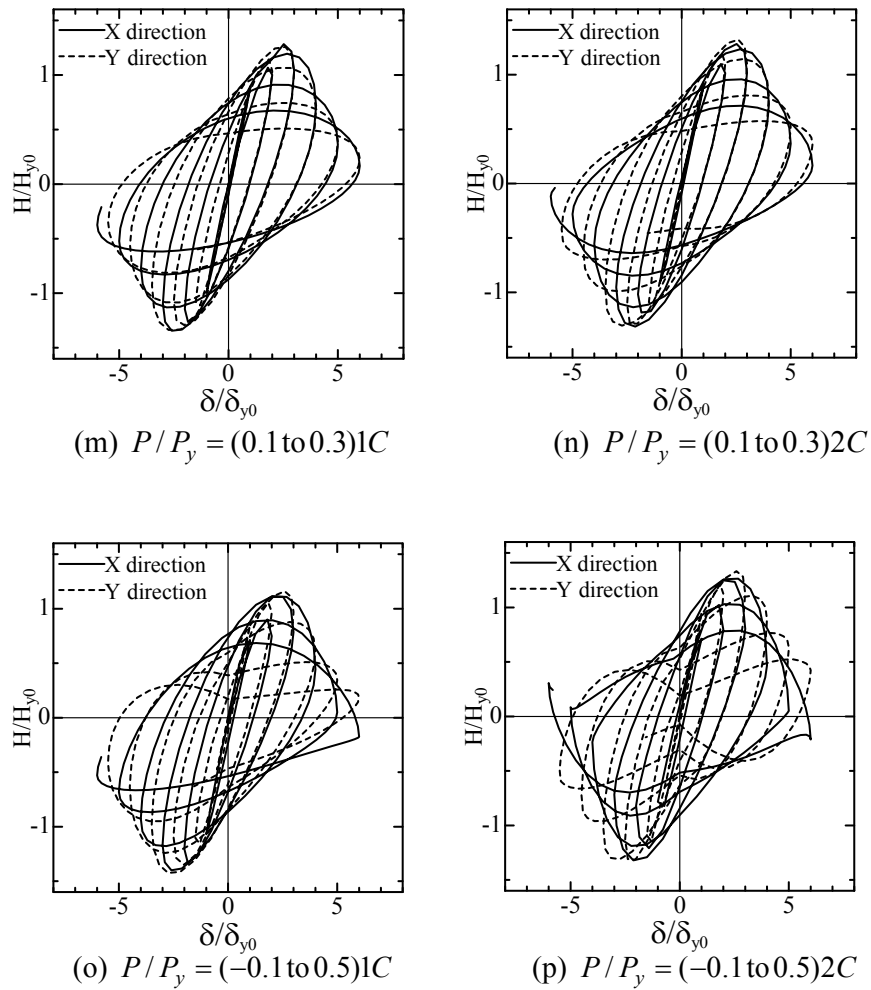 X direction
Y direction
1
0
-1
H/H_y0
-5 0 5
δ/δ_y0
(m) P/P_y = (0.1 to 0.3)1C
X direction
Y direction
1
0
-1
H/H_y0
-5 0 5
δ/δ_y0
(n) P/P_y = (0.1 to 0.3)2C
X direction
Y direction
1
0
-1
H/H_y0
-5 0 5
δ/δ_y0
(o) P/P_y = (−0.1 to 0.5)1C
X direction
Y direction
1
0
-1
H/H_y0
-5 0 5
δ/δ_y0
(p) P/P_y = (−0.1 to 0.5)2C